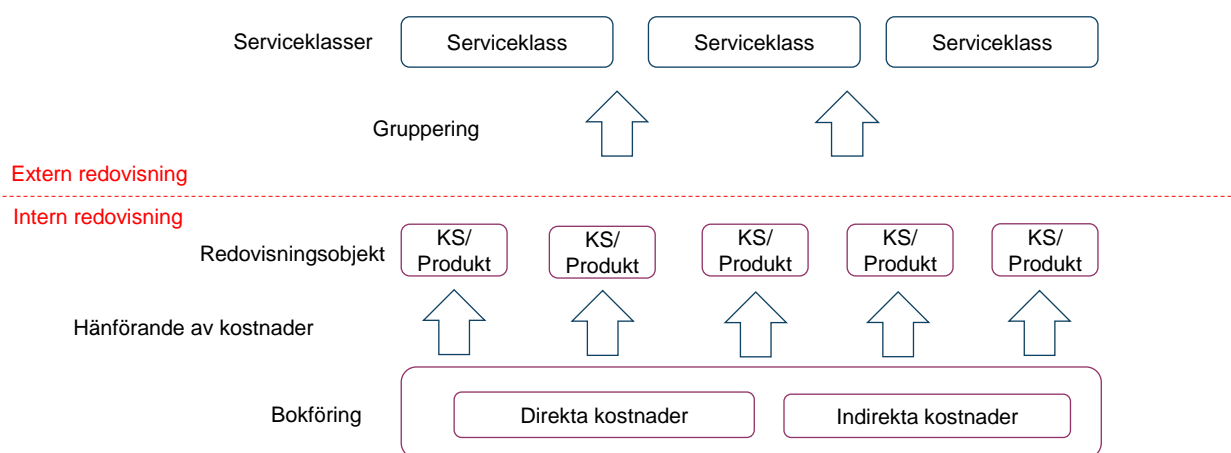 Serviceklasser
Serviceklass
Serviceklass
Serviceklass
Gruppering
Extern redovisning
Intern redovisning
Redovisningsobjekt
KS/
Produkt
KS/
Produkt
KS/
Produkt
KS/
Produkt
KS/
Produkt
Hänförande av kostnader
Bokföring
Direkta kostnader
Indirekta kostnader